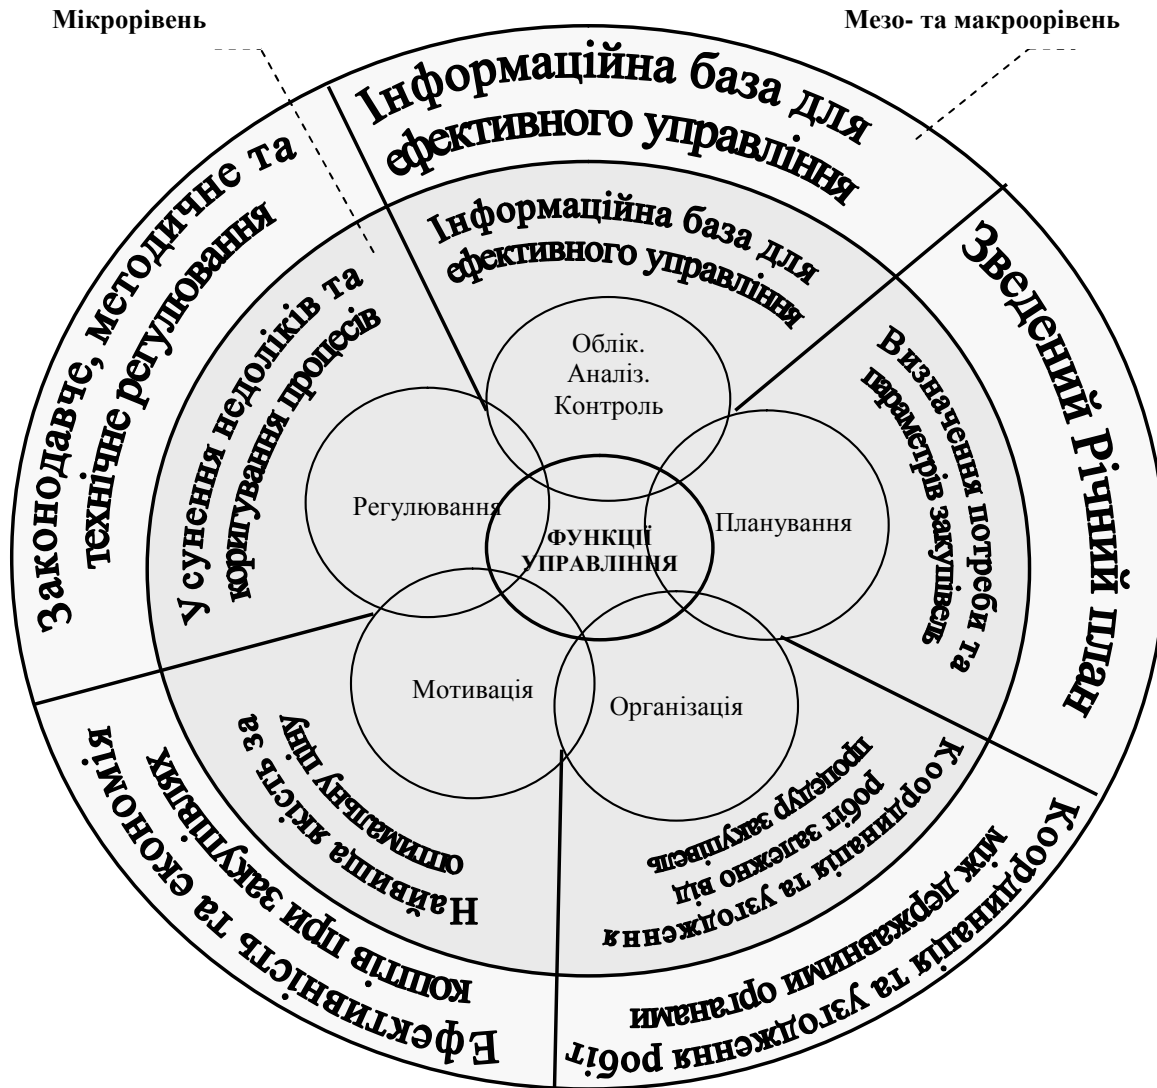 Мікрорівень
Мезо- та макроорівень
Інформаційна база для
ефективного управління
Зведений Річний план
Координація та узгодження робіт
між державними органами
Ефективність та економія
коштів при закупівлях
Законодавче, методичне та
технічне регулювання
Інформаційна база для
ефективного управління
Визначення потреби та
параметрів закупівель
Координація та узгодження
робіт залежно від
процедур закупівель
Найвища якість за
оптимальну ціну
Усунення недоліків та
коригування процесів
Облік.
Аналіз.
Контроль
Регулювання
Планування
ФУНКЦІЇ
УПРАВЛІННЯ
Мотивація
Організація